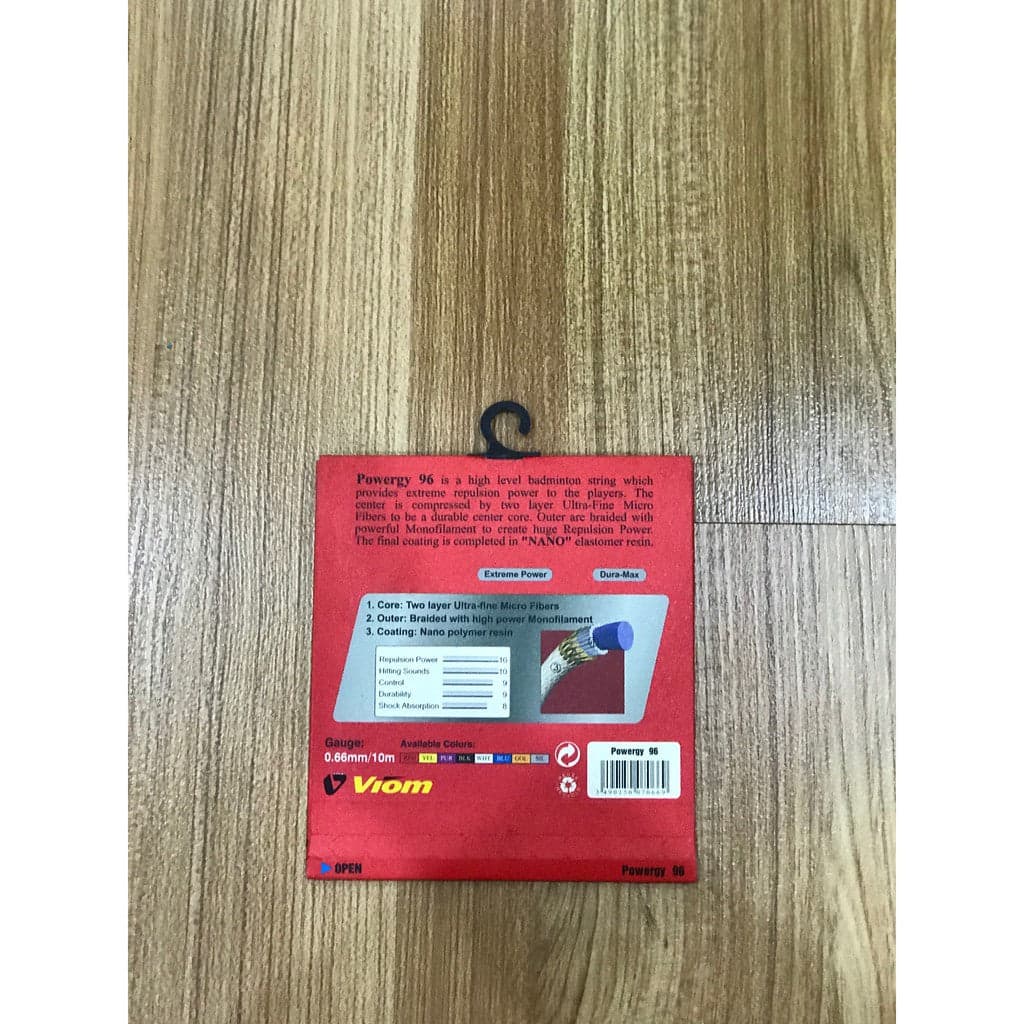 Powergy 96 is a high level badminton string which
provides extreme repulsion power to the players. The
center is compressed by two layer Ultra-Fine Micro
Fibers to be a durable center core. Outer are braided with
powerful Monofilament to create huge Repulsion Power.
The final coating is completed in "NANO" elastomer resin.
Extreme Power Dura-Max
1. Core: Two layer Ultra-fine Micro Fibers
2. Outer: Braided with high power Monofilament
3. Coating: Nano polymer resin
Repulsion Power 10
Hitting Sounds 10
Control 9
Durability 9
Shock Absorption 8
Gauge: Available Colors:
0.66mm/10m RED YEL PUR BLK WHT BLU GOL SIL
Powergy 96
Viom
OPEN Powergy 96